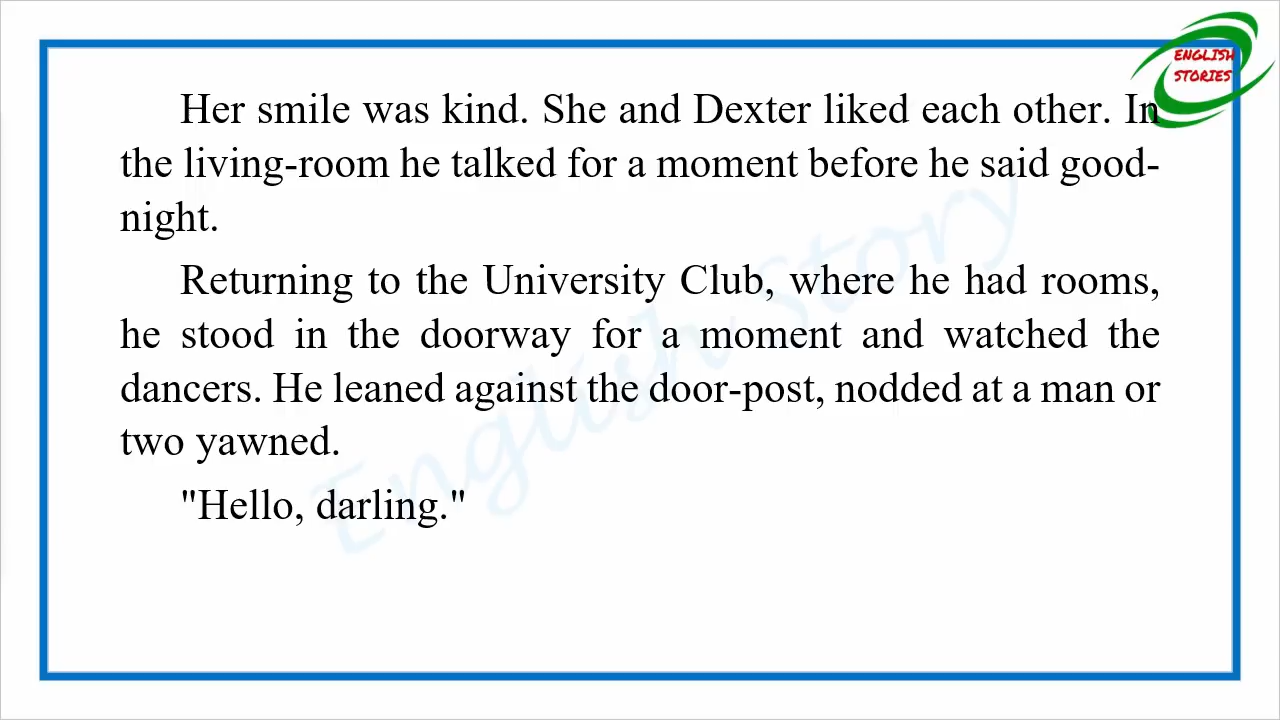 ENGLISH
STORIES
Her smile was kind. She and Dexter liked each other. In
the living-room he talked for a moment before he said good-
night.
Returning to the University Club, where he had rooms,
he stood in the doorway for a moment and watched the
dancers. He leaned against the door-post, nodded at a man or
two yawned.
"Hello, darling."
English Story